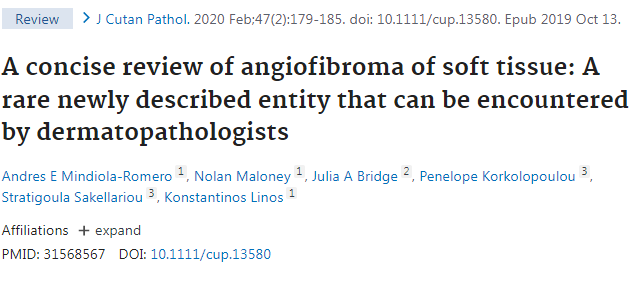 Review > J Cutan Pathol. 2020 Feb;47(2):179-185. doi: 10.1111/cup.13580. Epub 2019 Oct 13.
A concise review of angiofibroma of soft tissue: A
rare newly described entity that can be encountered
by dermatopathologists
Andres E Mindiola-Romero 1, Nolan Maloney 1, Julia A Bridge 2, Penelope Korkolopoulou 3,
Stratigoula Sakellariou 3, Konstantinos Linos 1
Affiliations + expand
PMID: 31568567 DOI: 10.1111/cup.13580